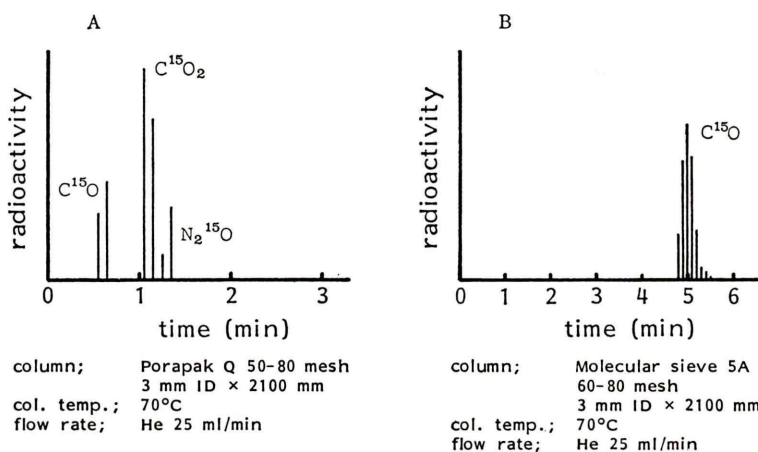 A
C¹⁵O₂
C¹⁵O
N₂¹⁵O
radioactivity
0 1 2 3
time (min)
column; Porapak Q 50-80 mesh
3 mm ID × 2100 mm
col. temp.; 70°C
flow rate; He 25 ml/min
B
C¹⁵O
radioactivity
0 1 2 3 4 5 6
time (min)
column; Molecular sieve 5A
60-80 mesh
3 mm ID × 2100 mm
col. temp.; 70°C
flow rate; He 25 ml/min